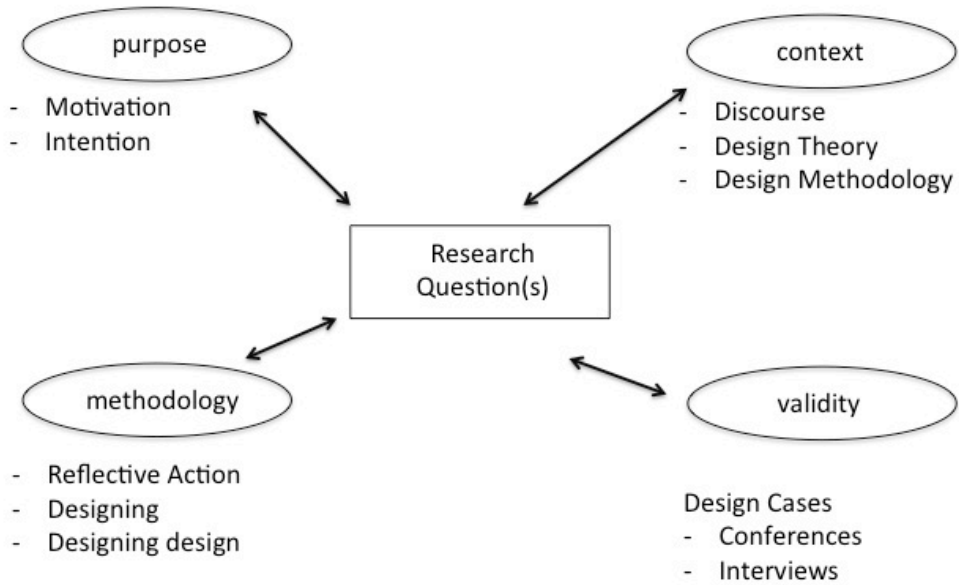 purpose
- Motivation
- Intention
context
- Discourse
- Design Theory
- Design Methodology
Research
Question(s)
methodology
- Reflective Action
- Designing
- Designing design
validity
Design Cases
- Conferences
- Interviews